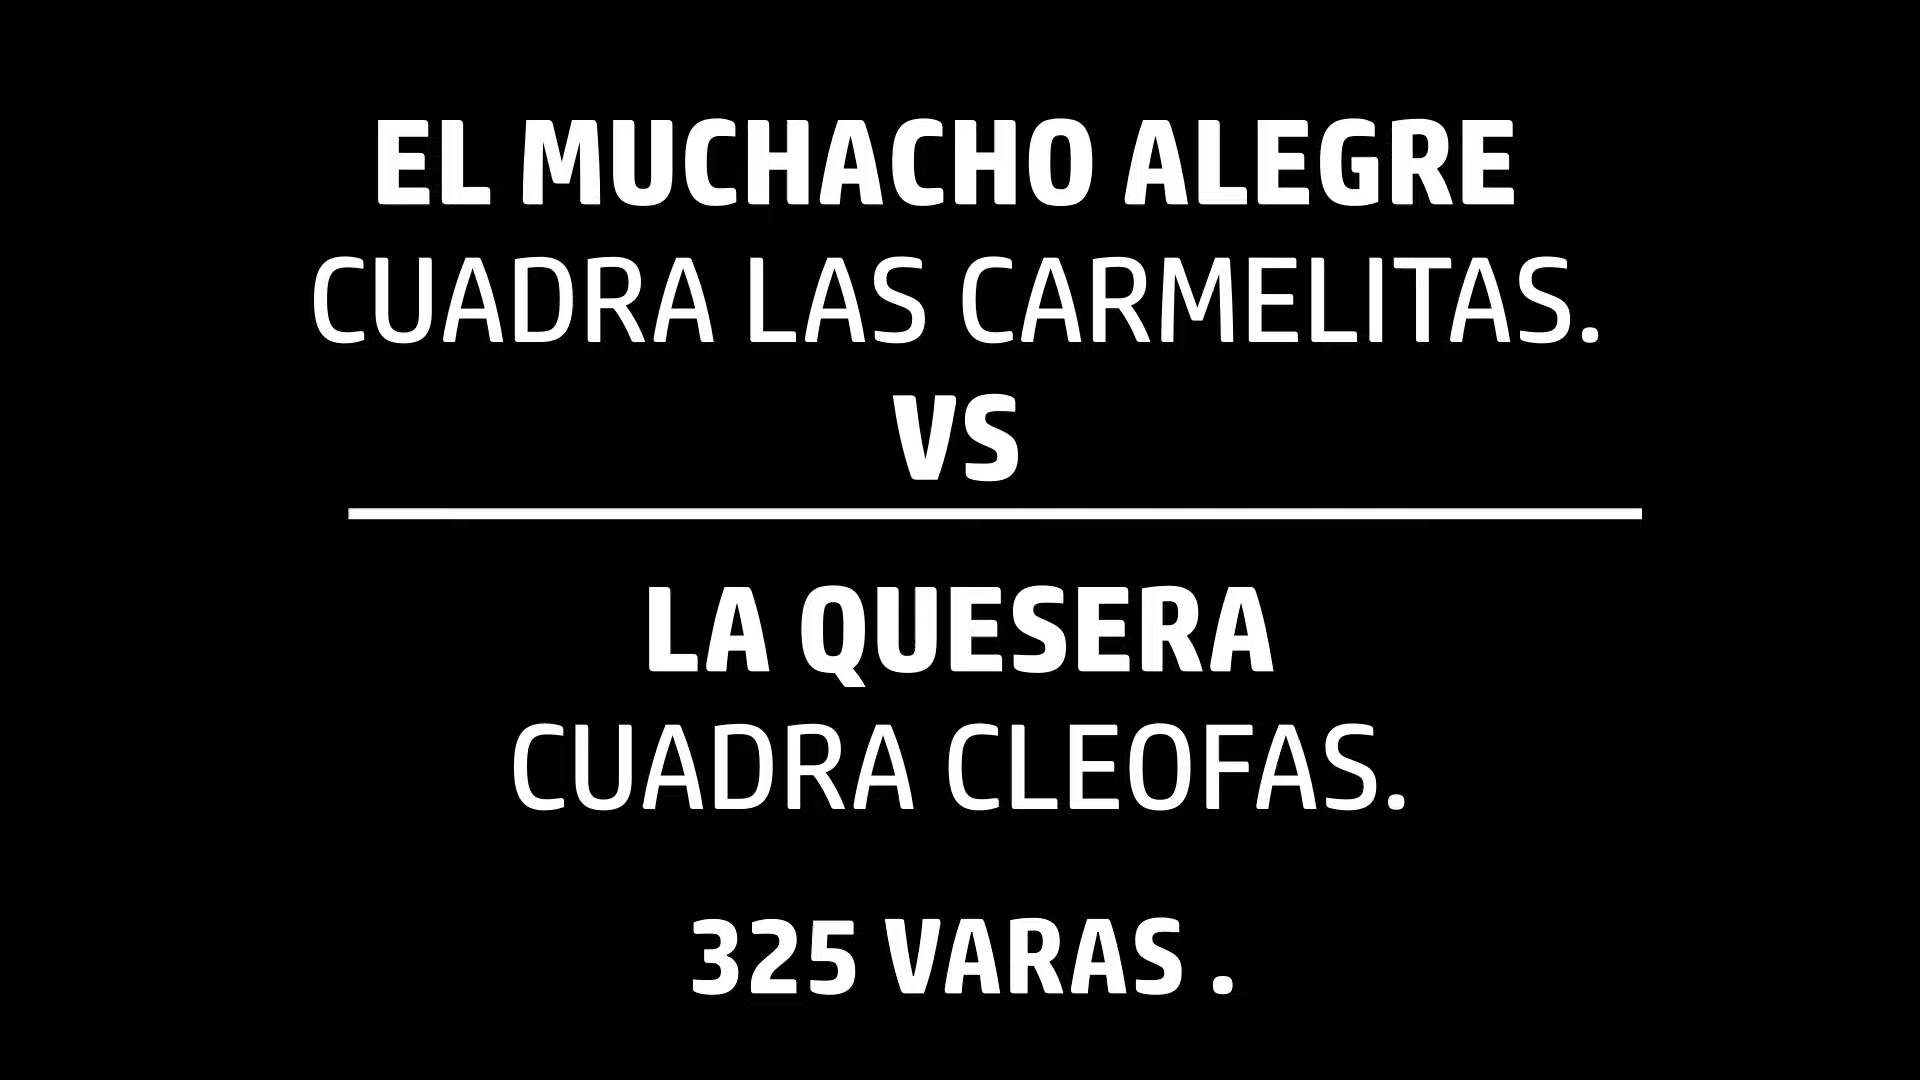 EL MUCHACHO ALEGRE
CUADRA LAS CARMELITAS.
VS
LA QUESERA
CUADRA CLEOFAS.
325 VARAS .